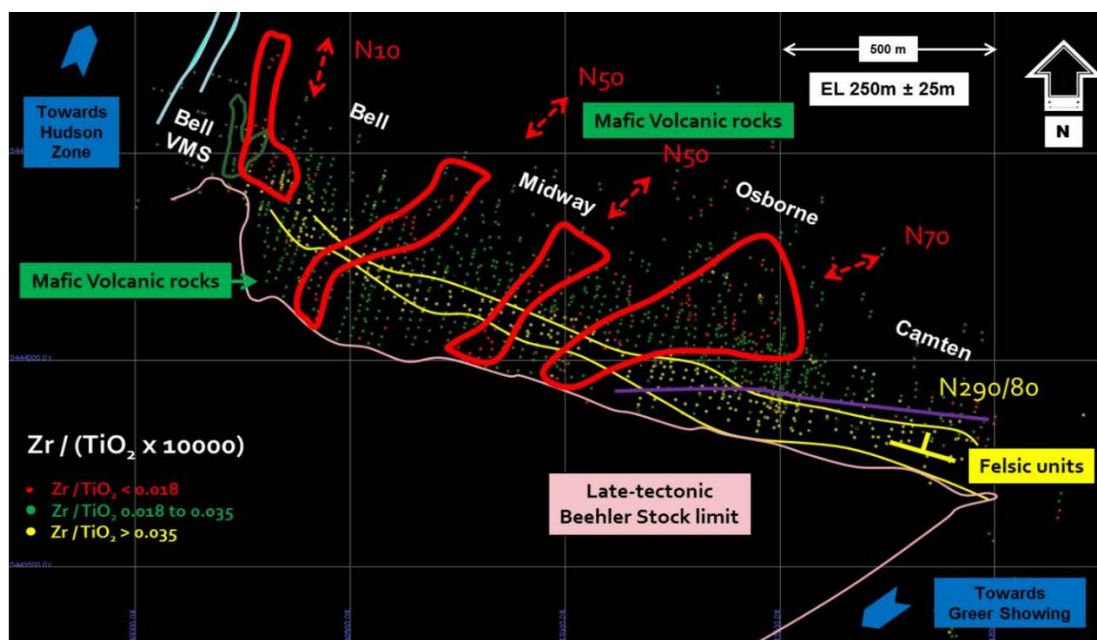 N10
N50
500 m
EL 250m ± 25m
N
Towards
Hudson
Zone
Bell
VMS
Bell
Mafic Volcanic rocks
N50
Midway
Osborne
N70
Mafic Volcanic rocks
Camten
N290/80
Zr / (TiO₂ x 10000)
Zr /TiO₂ < 0.018
Zr /TiO₂ 0.018 to 0.035
Zr /TiO₂ > 0.035
Felsic units
Late-tectonic
Beehler Stock limit
Towards
Greer Showing